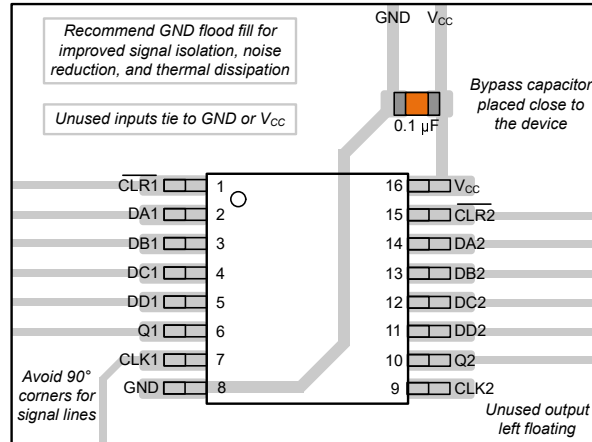 GND VCC
Recommend GND flood fill for
improved signal isolation, noise
reduction, and thermal dissipation
Unused inputs tie to GND or VCC
Bypass capacitor
placed close to
the device
0.1 µF
CLR1 1 16 VCC
DA1 2 15 CLR2
DB1 3 14 DA2
DC1 4 13 DB2
DD1 5 12 DC2
Q1 6 11 DD2
CLK1 7 10 Q2
GND 8 9 CLK2
Avoid 90°
corners for
signal lines
Unused output
left floating